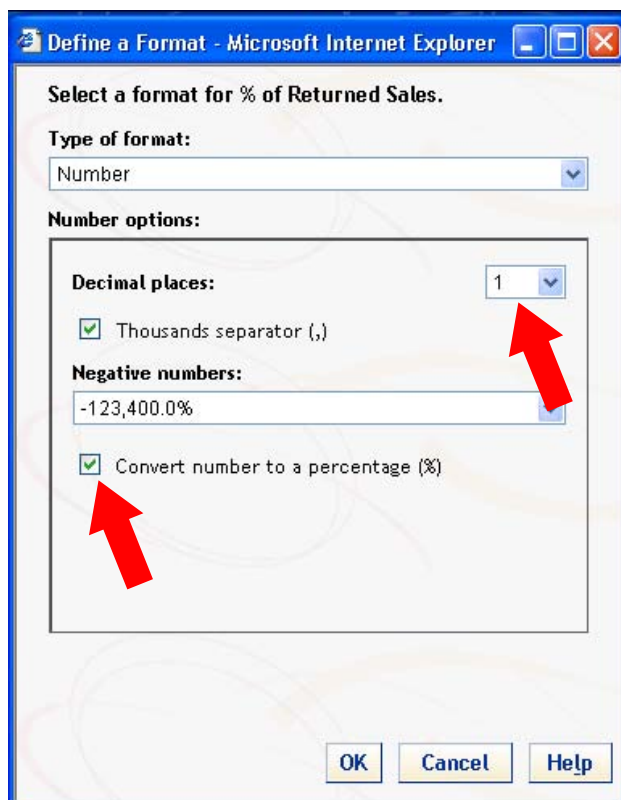 Define a Format - Microsoft Internet Explorer
Select a format for % of Returned Sales.
Type of format:
Number
Number options:
Decimal places:
1
Thousands separator (,)
Negative numbers:
-123,400.0%
Convert number to a percentage (%)
OK Cancel Help